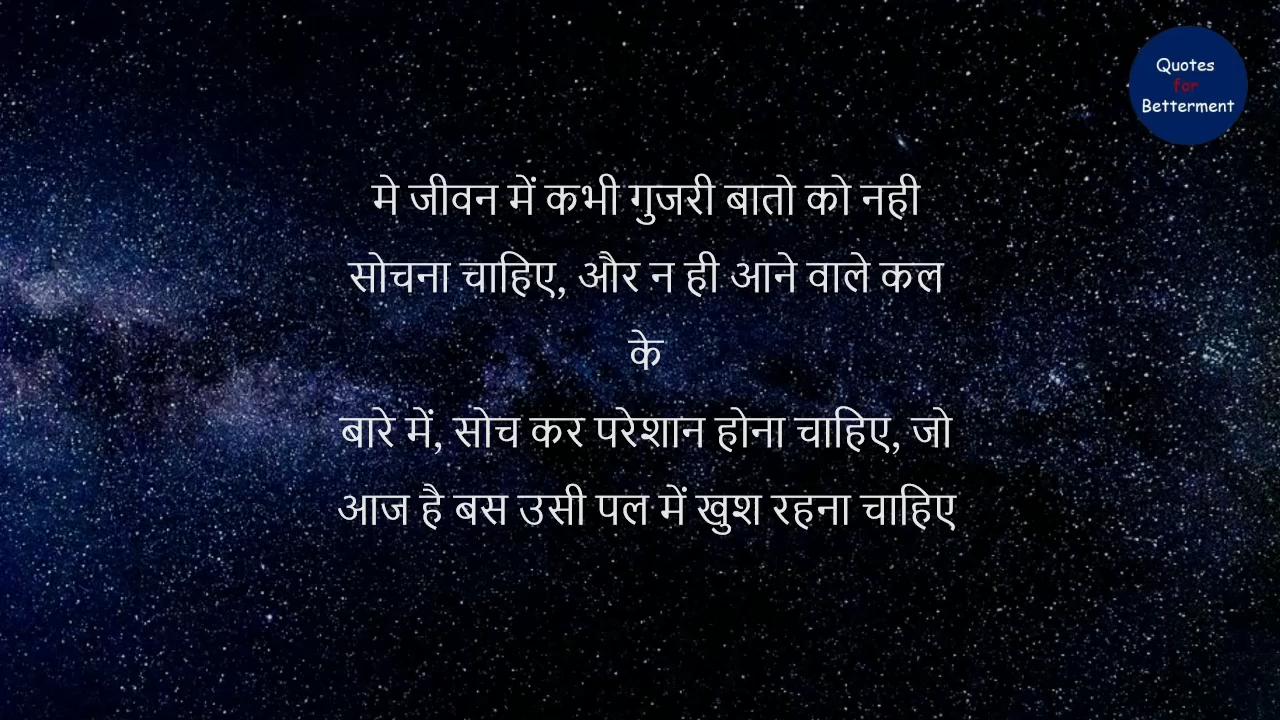 Quotes
for
Betterment
मे जीवन में कभी गुजरी बातो को नही
सोचना चाहिए, और न ही आने वाले कल
के
बारे में, सोच कर परेशान होना चाहिए, जो
आज है बस उसी पल में खुश रहना चाहिए